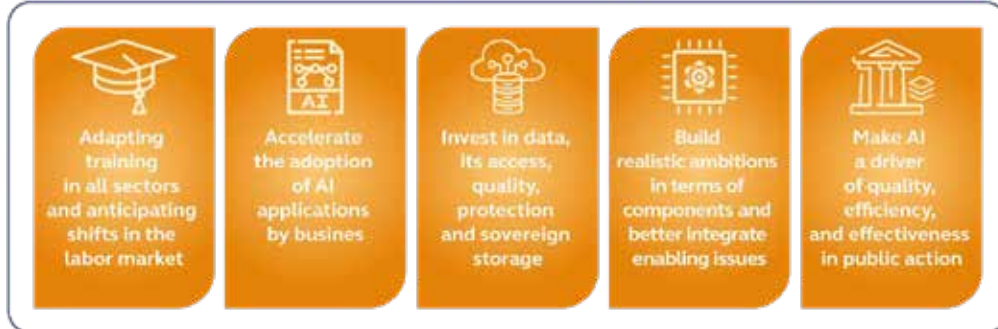 Adapting
training
in all sectors
and anticipating
shifts in the
labor market
AI
Accelerate
the adoption
of AI
applications
by busines
Invest in data,
its access,
quality,
protection
and sovereign
storage
Build
realistic ambitions
in terms of
components and
better integrate
enabling issues
Make AI
a driver
of quality,
efficiency,
and effectiveness
in public action